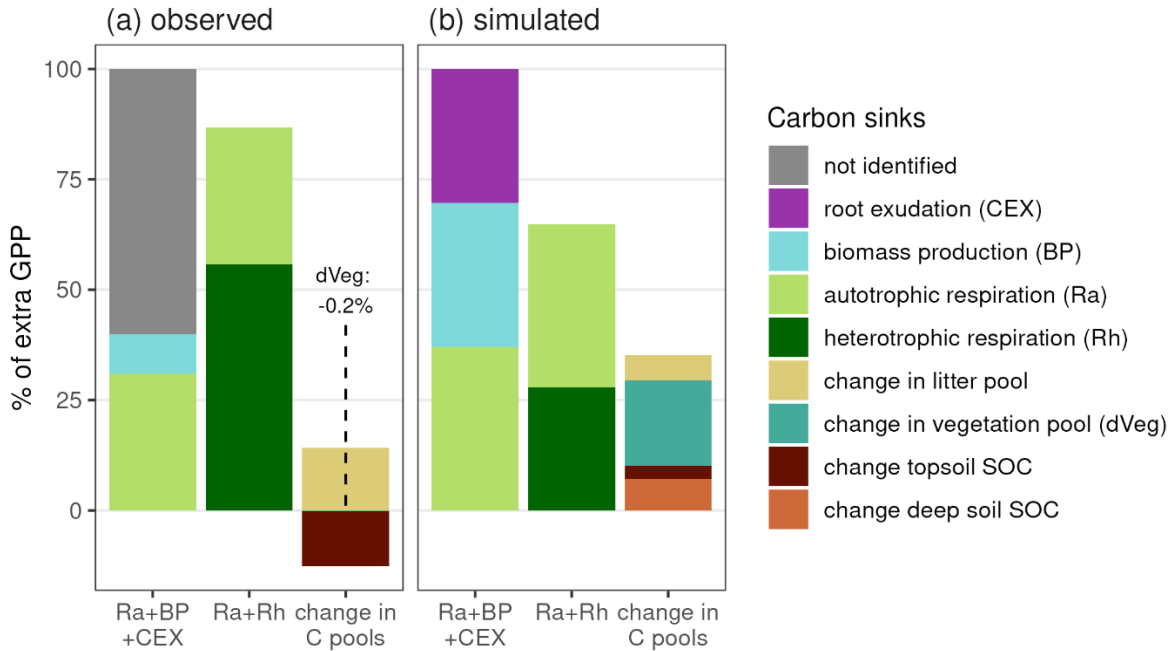 (a) observed
(b) simulated
% of extra GPP
100
75
50
25
0
dVeg:
-0.2%
Ra+BP
+CEX
Ra+Rh
change in
C pools
Ra+BP
+CEX
Ra+Rh
change in
C pools
Carbon sinks
not identified
root exudation (CEX)
biomass production (BP)
autotrophic respiration (Ra)
heterotrophic respiration (Rh)
change in litter pool
change in vegetation pool (dVeg)
change topsoil SOC
change deep soil SOC